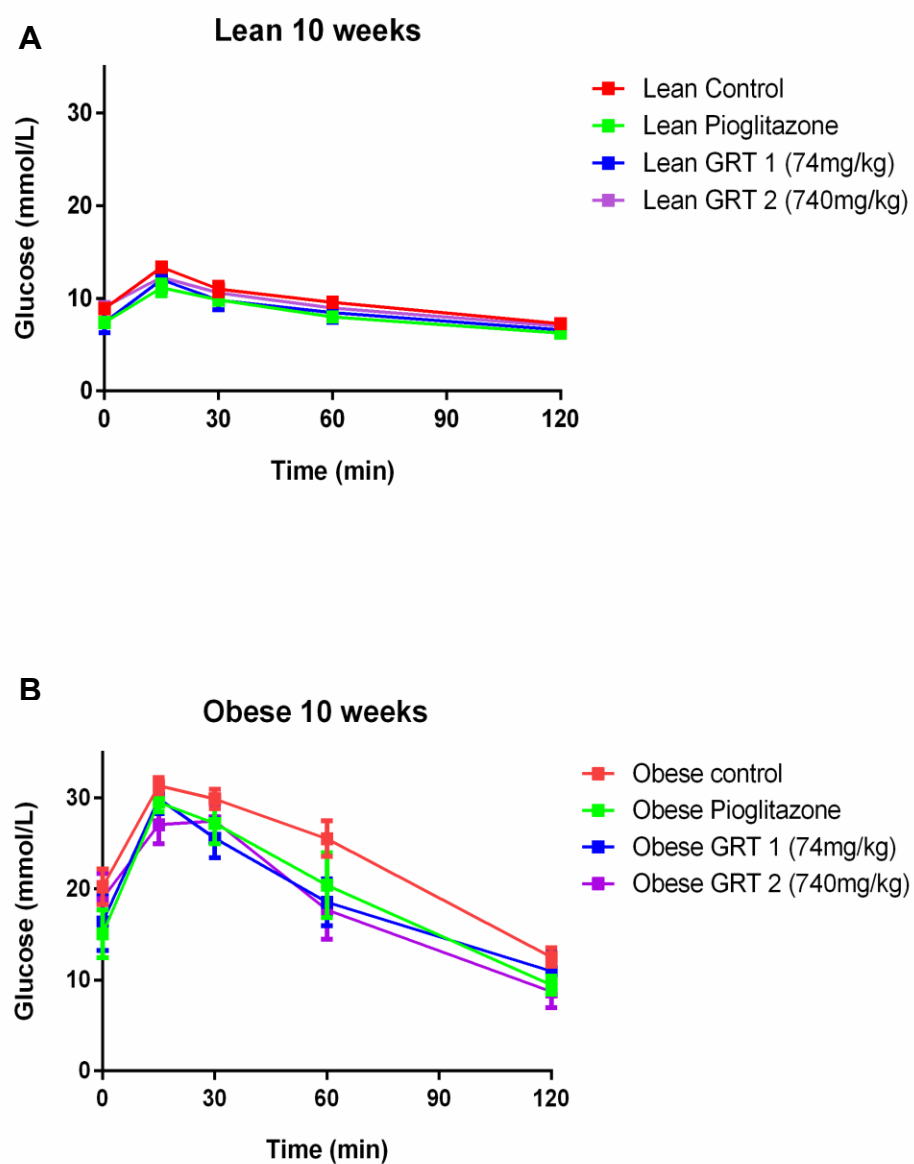 A
Lean 10 weeks
30
20
10
0
Glucose (mmol/L)
0 30 60 90 120
Time (min)
Lean Control
Lean Pioglitazone
Lean GRT 1 (74mg/kg)
Lean GRT 2 (740mg/kg)
B
Obese 10 weeks
30
20
10
0
Glucose (mmol/L)
0 30 60 90 120
Time (min)
Obese control
Obese Pioglitazone
Obese GRT 1 (74mg/kg)
Obese GRT 2 (740mg/kg)